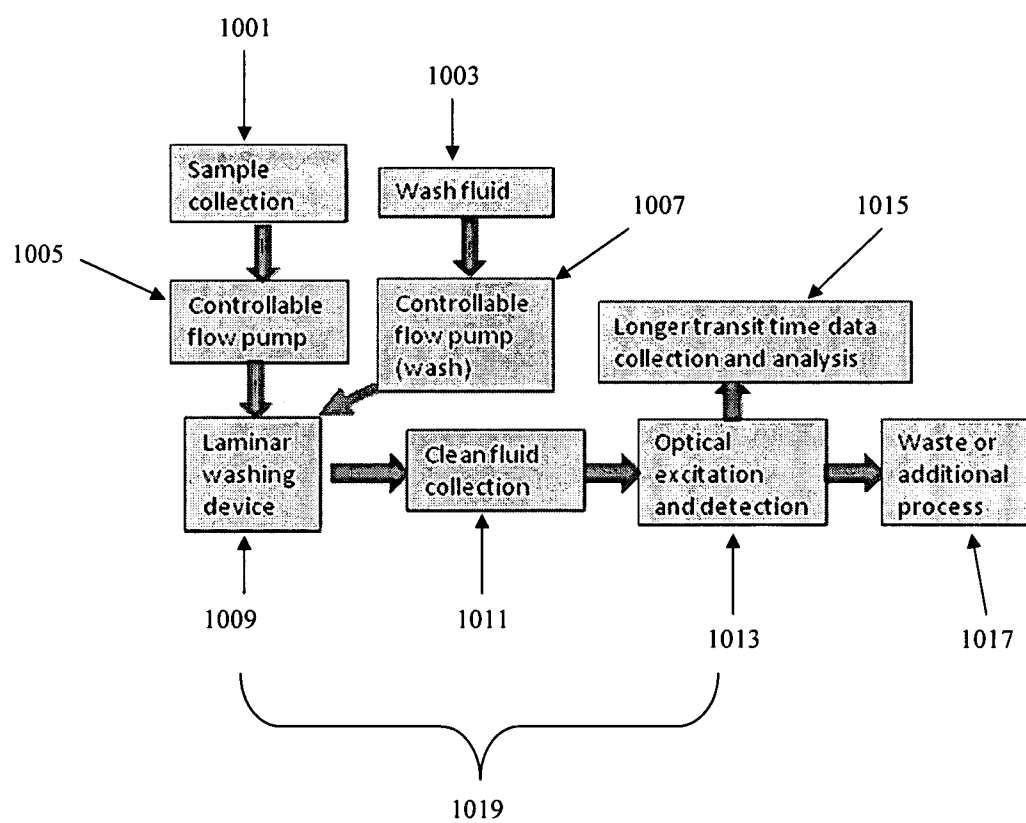 1001
1003
Sample
collection
Wash fluid
1007
1015
1005
Controllable
flow pump
Controllable
flow pump
(wash)
Longer transit time data
collection and analysis
Laminar
washing
device
Clean fluid
collection
Optical
excitation
and detection
Waste or
additional
process
1009
1011
1013
1017
1019